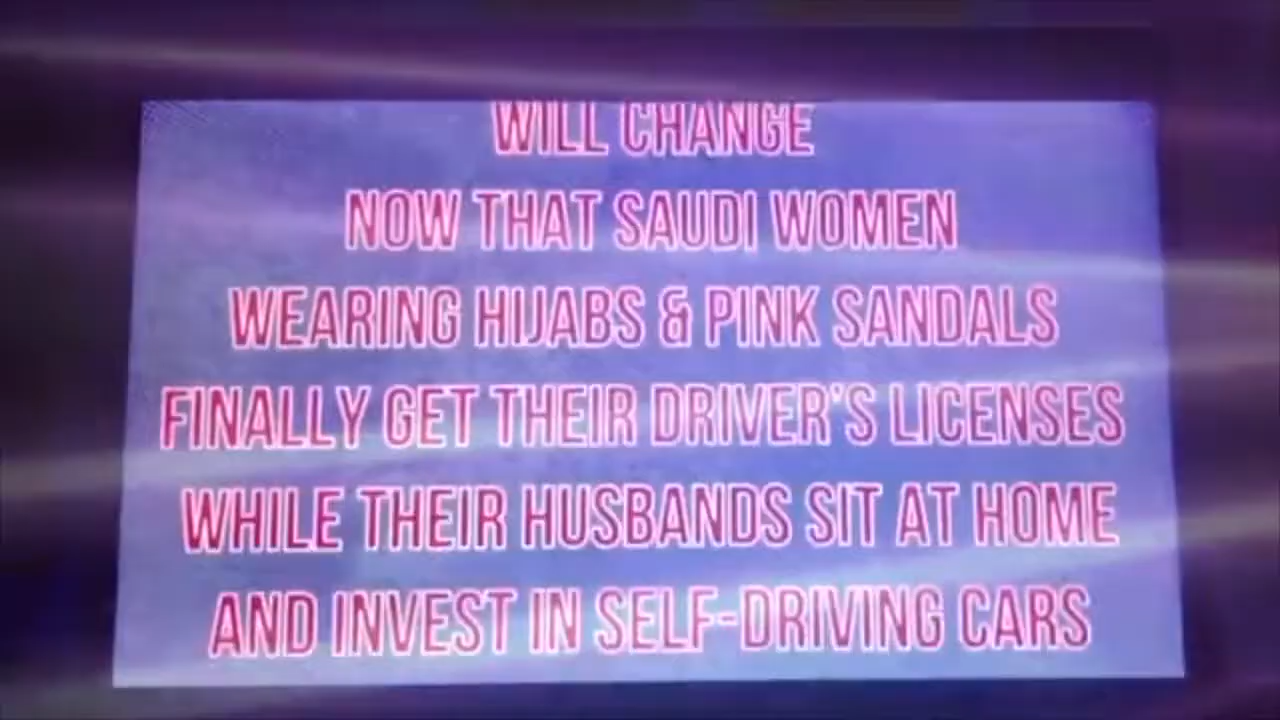 WILL CHANGE
NOW THAT SAUDI WOMEN
WEARING HIJABS & PINK SANDALS
FINALLY GET THEIR DRIVER'S LICENSES
WHILE THEIR HUSBANDS SIT AT HOME
AND INVEST IN SELF-DRIVING CARS